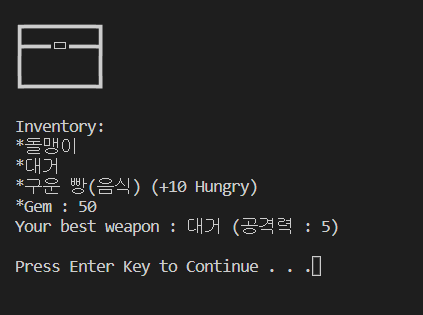 Inventory:
*돌맹이
*대거
*구운 빵(음식) (+10 Hungry)
*Gem : 50
Your best weapon : 대거 (공격력 : 5)
Press Enter Key to Continue . . .